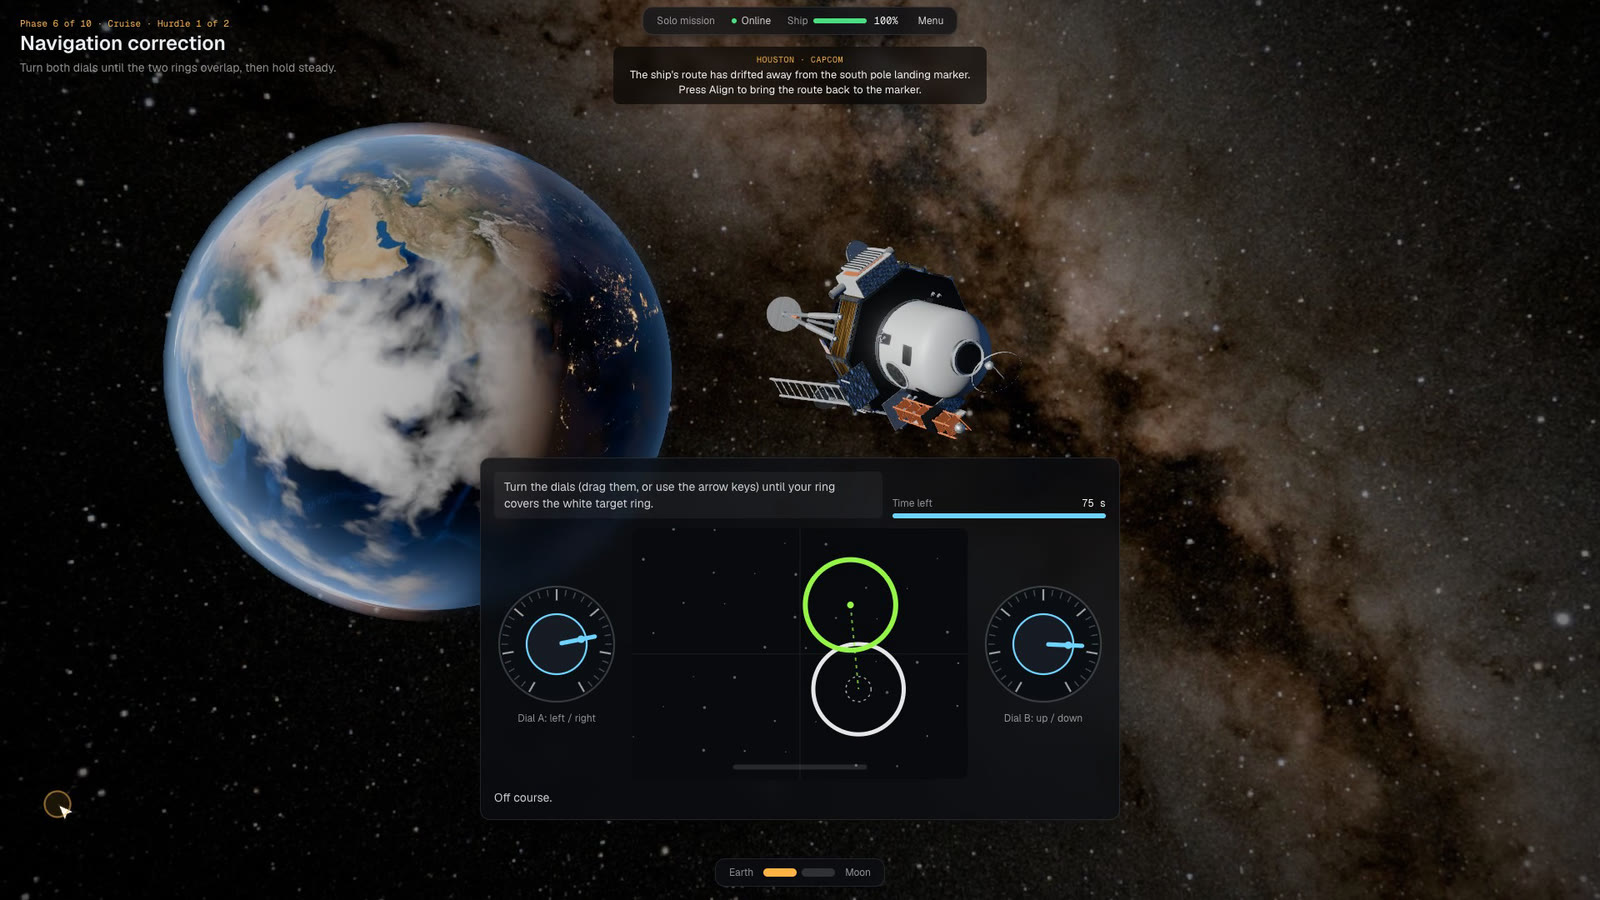 Phase 6 of 10 · Cruise · Hurdle 1 of 2
Navigation correction
Turn both dials until the two rings overlap, then hold steady.
Solo mission
Online
Ship
100%
Menu
HOUSTON · CAPCOM
The ship's route has drifted away from the south pole landing marker.
Press Align to bring the route back to the marker.
Turn the dials (drag them, or use the arrow keys) until your ring
covers the white target ring.
Time left
75 s
Dial A: left / right
Dial B: up / down
Off course.
Earth
Moon